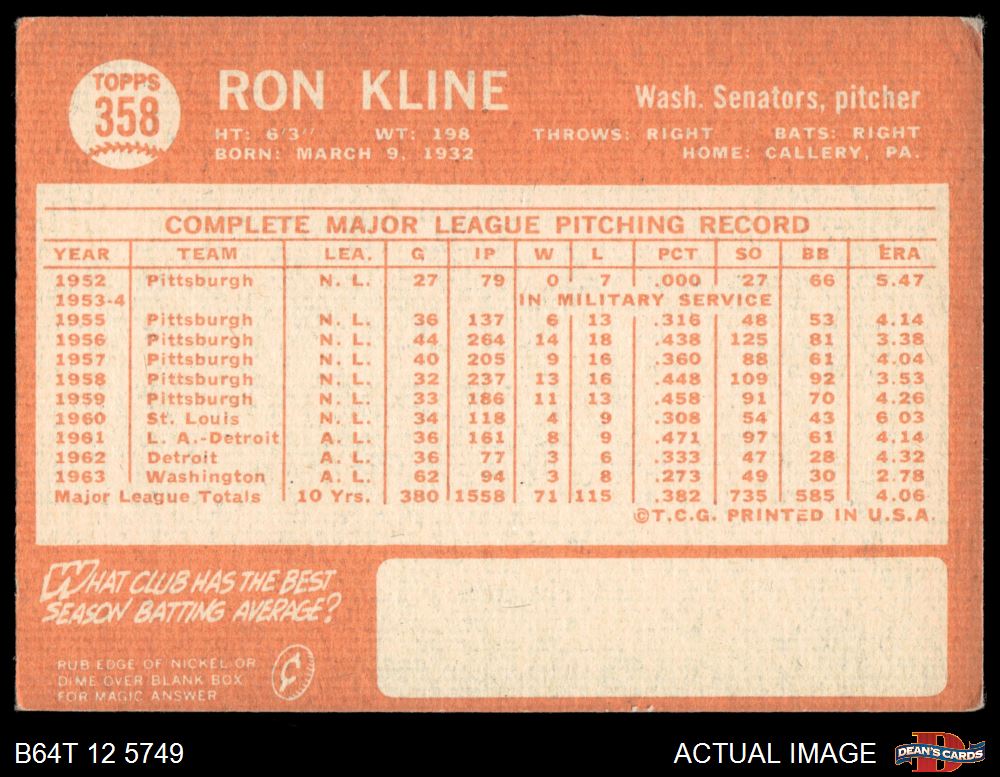 TOPPS
358
RON KLINE
Wash. Senators, pitcher
HT: 6'3" WT: 198 THROWS: RIGHT BATS: RIGHT
BORN: MARCH 9, 1932 HOME: CALLERY, PA.
COMPLETE MAJOR LEAGUE PITCHING RECORD
YEAR TEAM LEA. G IP W L PCT SO BB ERA
1952 Pittsburgh N. L. 27 79 0 7 .000 27 66 5.47
1953-4 IN MILITARY SERVICE
1955 Pittsburgh N. L. 36 137 6 13 .316 48 53 4.14
1956 Pittsburgh N. L. 44 264 14 18 .438 125 81 3.38
1957 Pittsburgh N. L. 40 205 9 16 .360 88 61 4.04
1958 Pittsburgh N. L. 32 237 13 16 .448 109 92 3.53
1959 Pittsburgh N. L. 33 186 11 13 .458 91 70 4.26
1960 St. Louis N. L. 34 118 4 9 .308 54 43 6.03
1961 L. A.-Detroit A. L. 36 161 8 9 .471 97 61 4.14
1962 Detroit A. L. 36 77 3 6 .333 47 28 4.32
1963 Washington A. L. 62 94 3 8 .273 49 30 2.78
Major League Totals 10 Yrs. 380 1558 71 115 .382 735 585 4.06
©T.C.G. PRINTED IN U.S.A.
WHAT CLUB HAS THE BEST
SEASON BATTING AVERAGE?
RUB EDGE OF NICKEL OR
DIME OVER BLANK BOX
FOR MAGIC ANSWER
B64T 12 5749
ACTUAL IMAGE
DEAN'S CARDS